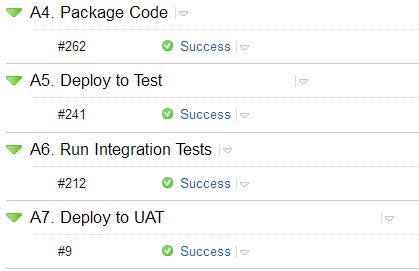 A4. Package Code
#262 Success
A5. Deploy to Test
#241 Success
A6. Run Integration Tests
#212 Success
A7. Deploy to UAT
#9 Success